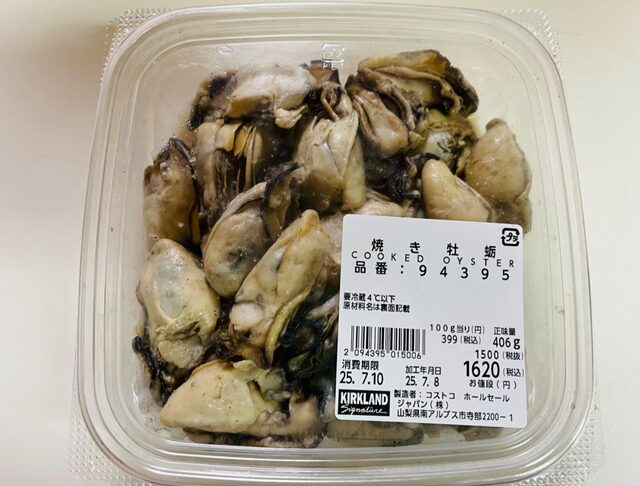 焼き牡蛎
COOKED OYSTER
品番:94395
要冷蔵4℃以下
原材料名は裏面記載
100g当り(円) 正味量
399(税込) 406g
2 094395 015006
1500(税抜)
消費期限 加工年月日 1620(税込)
25.7.10 25.7.8 お値段(円)
KIRKLAND
Signature
製造者:コストコ ホールセール
ジャパン(株)
山梨県南アルプス市寺部2200-1
プラ